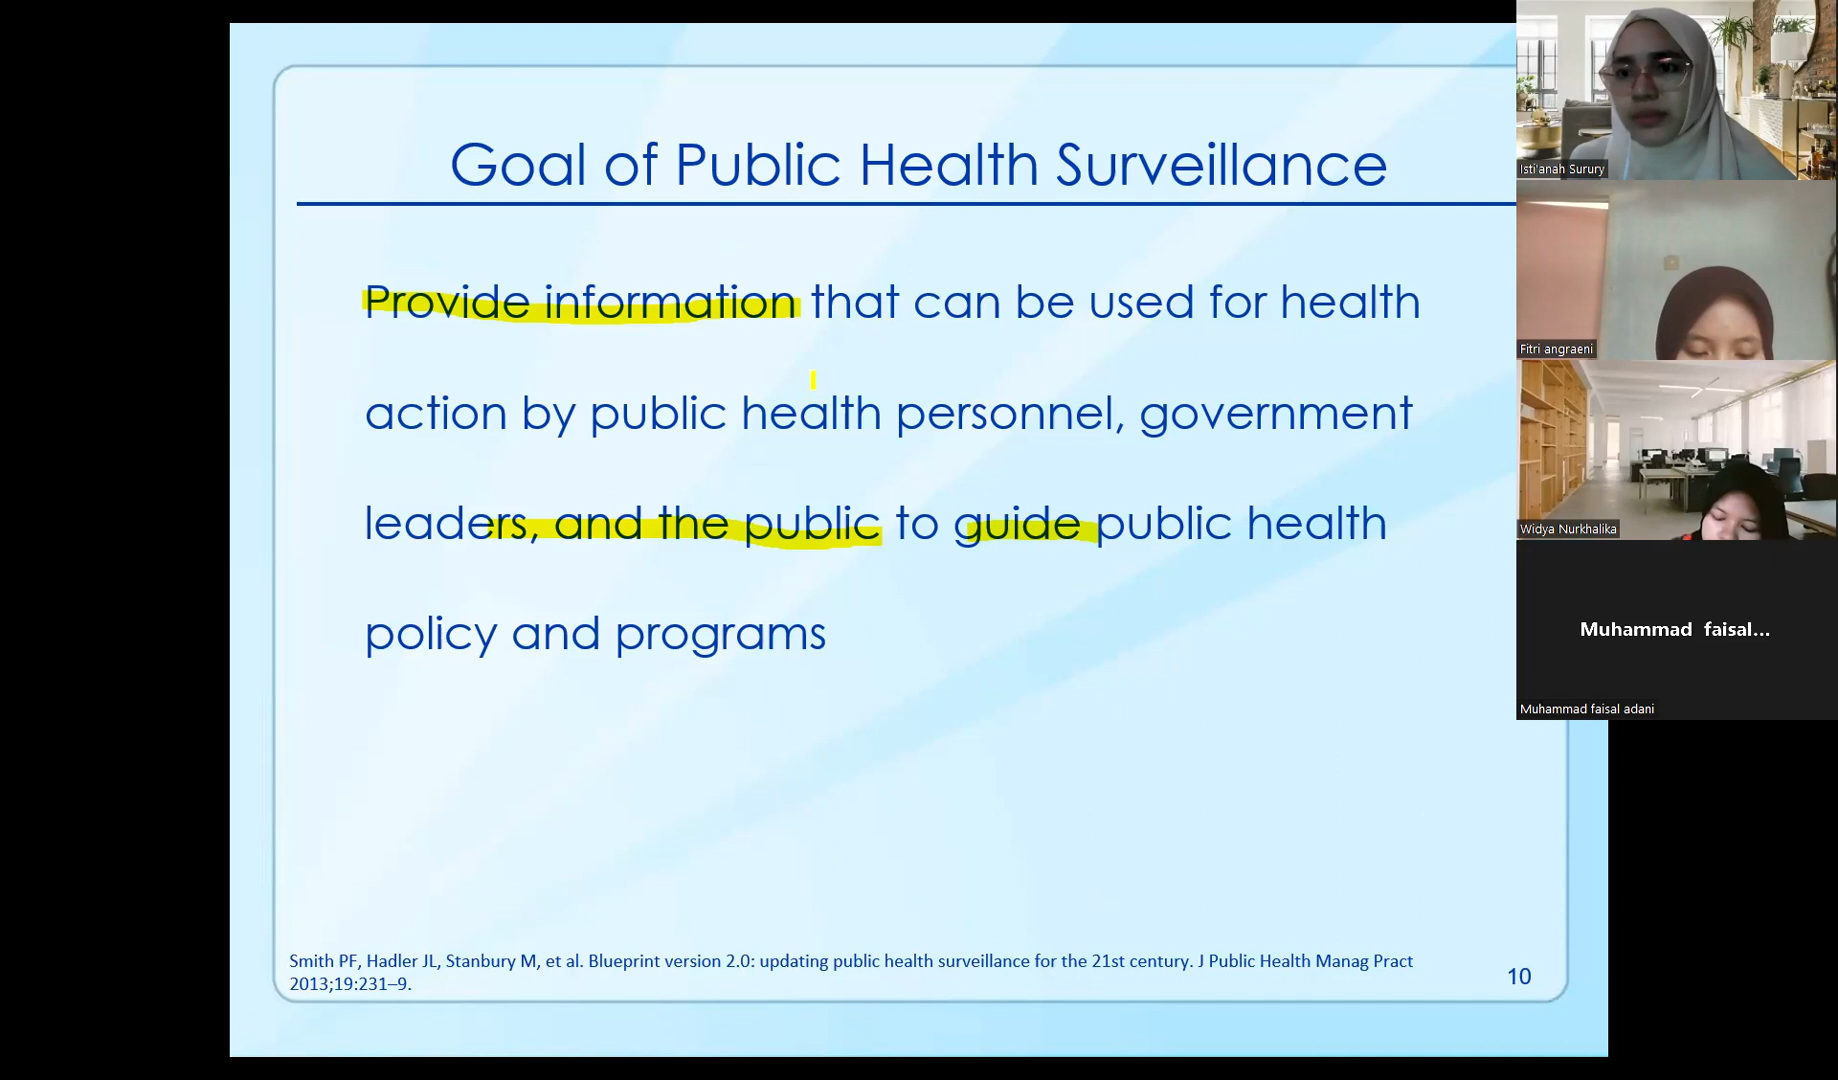 Goal of Public Health Surveillance
Provide information that can be used for health
action by public health personnel, government
leaders, and the public to guide public health
policy and programs
Smith PF, Hadler JL, Stanbury M, et al. Blueprint version 2.0: updating public health surveillance for the 21st century. J Public Health Manag Pract
2013;19:231–9.
10
Isti'anah Surury
Fitri angraeni
Widya Nurkhalika
Muhammad faisal...
Muhammad faisal adani